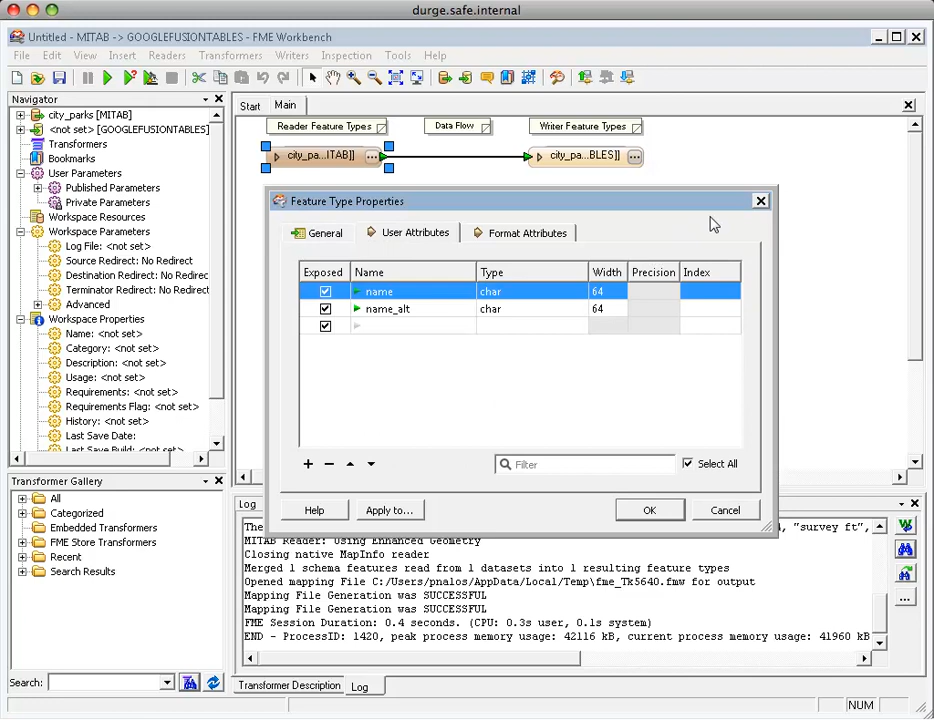 durge.safe.internal
Untitled - MITAB -> GOOGLEFUSIONTABLES - FME Workbench
File Edit View Insert Readers Transformers Writers Inspection Tools Help
Navigator
city_parks [MITAB]
<not set> [GOOGLEFUSIONTABLES]
Transformers
Bookmarks
User Parameters
Published Parameters
Private Parameters
Workspace Resources
Workspace Parameters
Log File: <not set>
Source Redirect: No Redirect
Destination Redirect: No Redirect
Terminator Redirect: No Redirect
Advanced
Workspace Properties
Name: <not set>
Category: <not set>
Description: <not set>
Usage: <not set>
Requirements: <not set>
Requirements Flag: <not set>
History: <not set>
Last Save Date:
Last Save Build: <not set>
Transformer Gallery
All
Categorized
Embedded Transformers
FME Store Transformers
Recent
Search Results
Search:
Start Main
Reader Feature Types Data Flow Writer Feature Types
city_pa...ITAB]] ... city_pa...BLES]] ...
Feature Type Properties
General User Attributes Format Attributes
Exposed Name Type Width Precision Index
name char 64
name_alt char 64
Filter Select All
Help Apply to... OK Cancel
Log
"survey ft",
MITAB Reader: Using Enhanced Geometry
Closing native MapInfo reader
Merged 1 schema features read from 1 datasets into 1 resulting feature types
Opened mapping File C:/Users/pnalos/AppData/Local/Temp\fme_Tk5640.fmw for output
Mapping File Generation was SUCCESSFUL
Mapping File Generation was SUCCESSFUL
FME Session Duration: 0.4 seconds. (CPU: 0.3s user, 0.1s system)
END - ProcessID: 1420, peak process memory usage: 42116 kB, current process memory usage: 41960 kB
Transformer Description Log
NUM